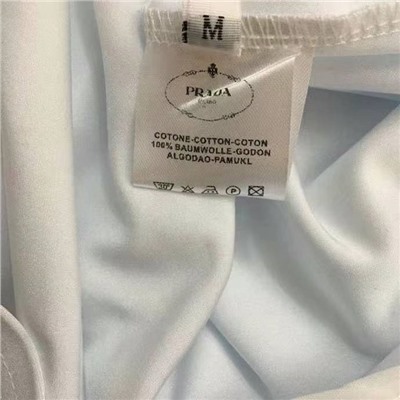 M
PRADA
COTONE-COTTON-COTON
100% BAUMWOLLE-GODON
ALGODAO-PAMUKL
P